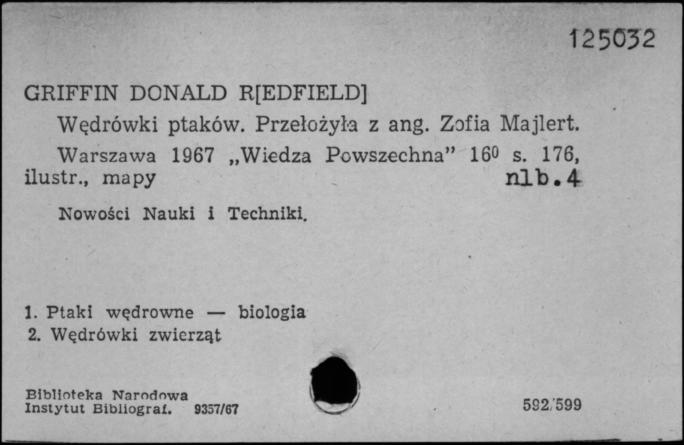 125032
GRIFFIN DONALD R[EDFIELD]
Wędrówki ptaków. Przełożyła z ang. Zofia Majlert.
Warszawa 1967 „Wiedza Powszechna” 16⁰ s. 176,
ilustr., mapy nlb. 4
Nowości Nauki i Techniki.
1. Ptaki wędrowne — biologia
2. Wędrówki zwierząt
Biblioteka Narodowa
Instytut Bibliograf. 9357/67 592/599